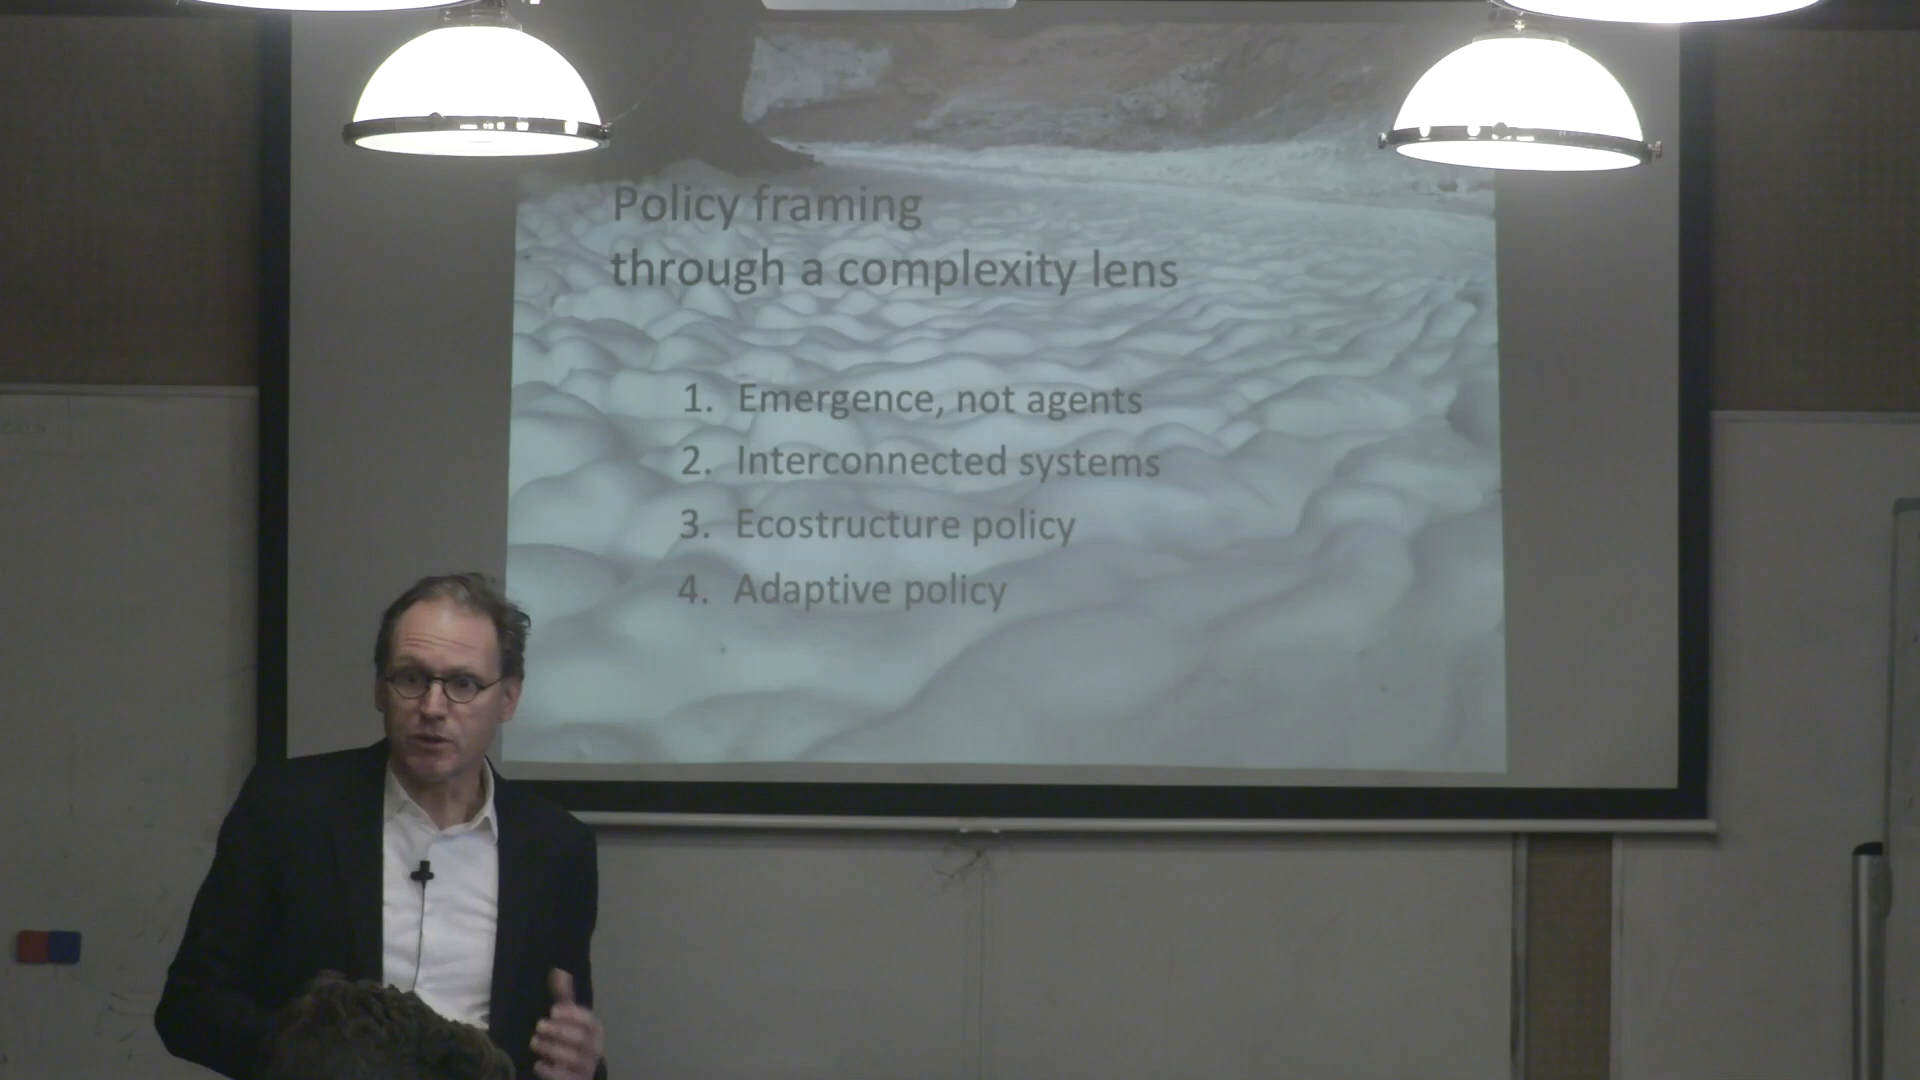 Policy framing
through a complexity lens
1. Emergence, not agents
2. Interconnected systems
3. Ecostructure policy
4. Adaptive policy